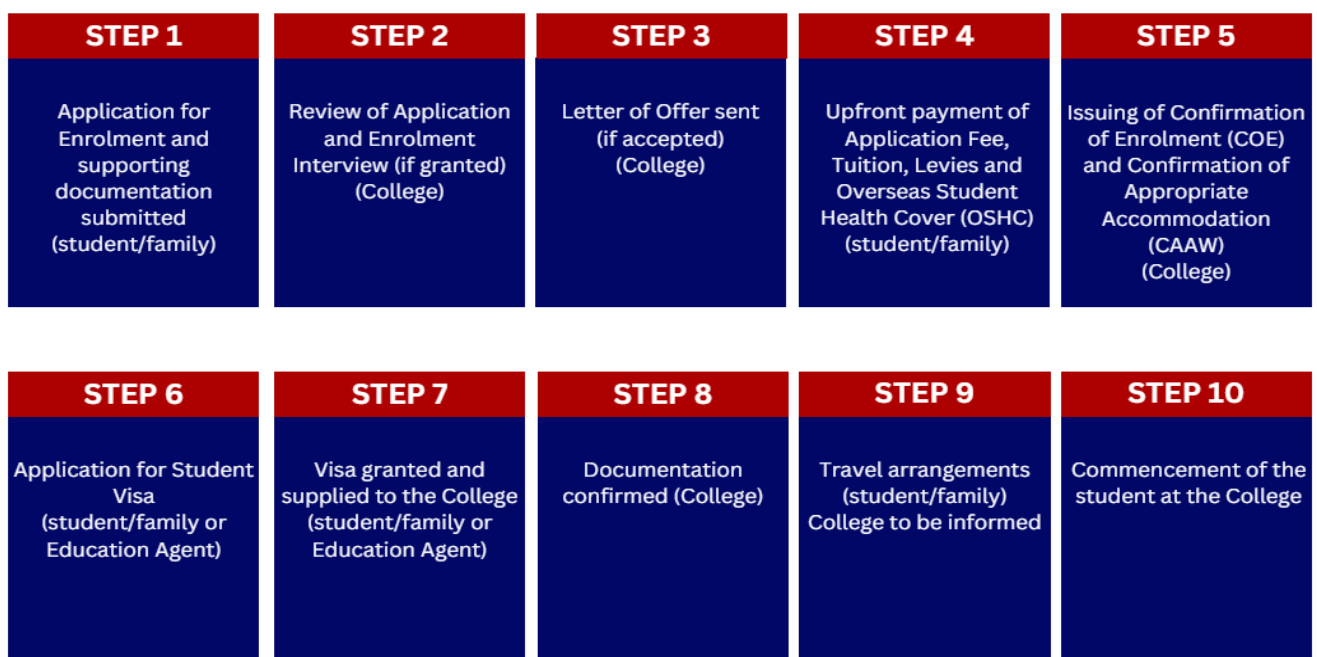 STEP 1
Application for
Enrolment and
supporting
documentation
submitted
(student/family)
STEP 2
Review of Application
and Enrolment
Interview (if granted)
(College)
STEP 3
Letter of Offer sent
(if accepted)
(College)
STEP 4
Upfront payment of
Application Fee,
Tuition, Levies and
Overseas Student
Health Cover (OSHC)
(student/family)
STEP 5
Issuing of Confirmation
of Enrolment (COE)
and Confirmation of
Appropriate
Accommodation
(CAAW)
(College)
STEP 6
Application for Student
Visa
(student/family or
Education Agent)
STEP 7
Visa granted and
supplied to the College
(student/family or
Education Agent)
STEP 8
Documentation
confirmed (College)
STEP 9
Travel arrangements
(student/family)
College to be informed
STEP 10
Commencement of the
student at the College